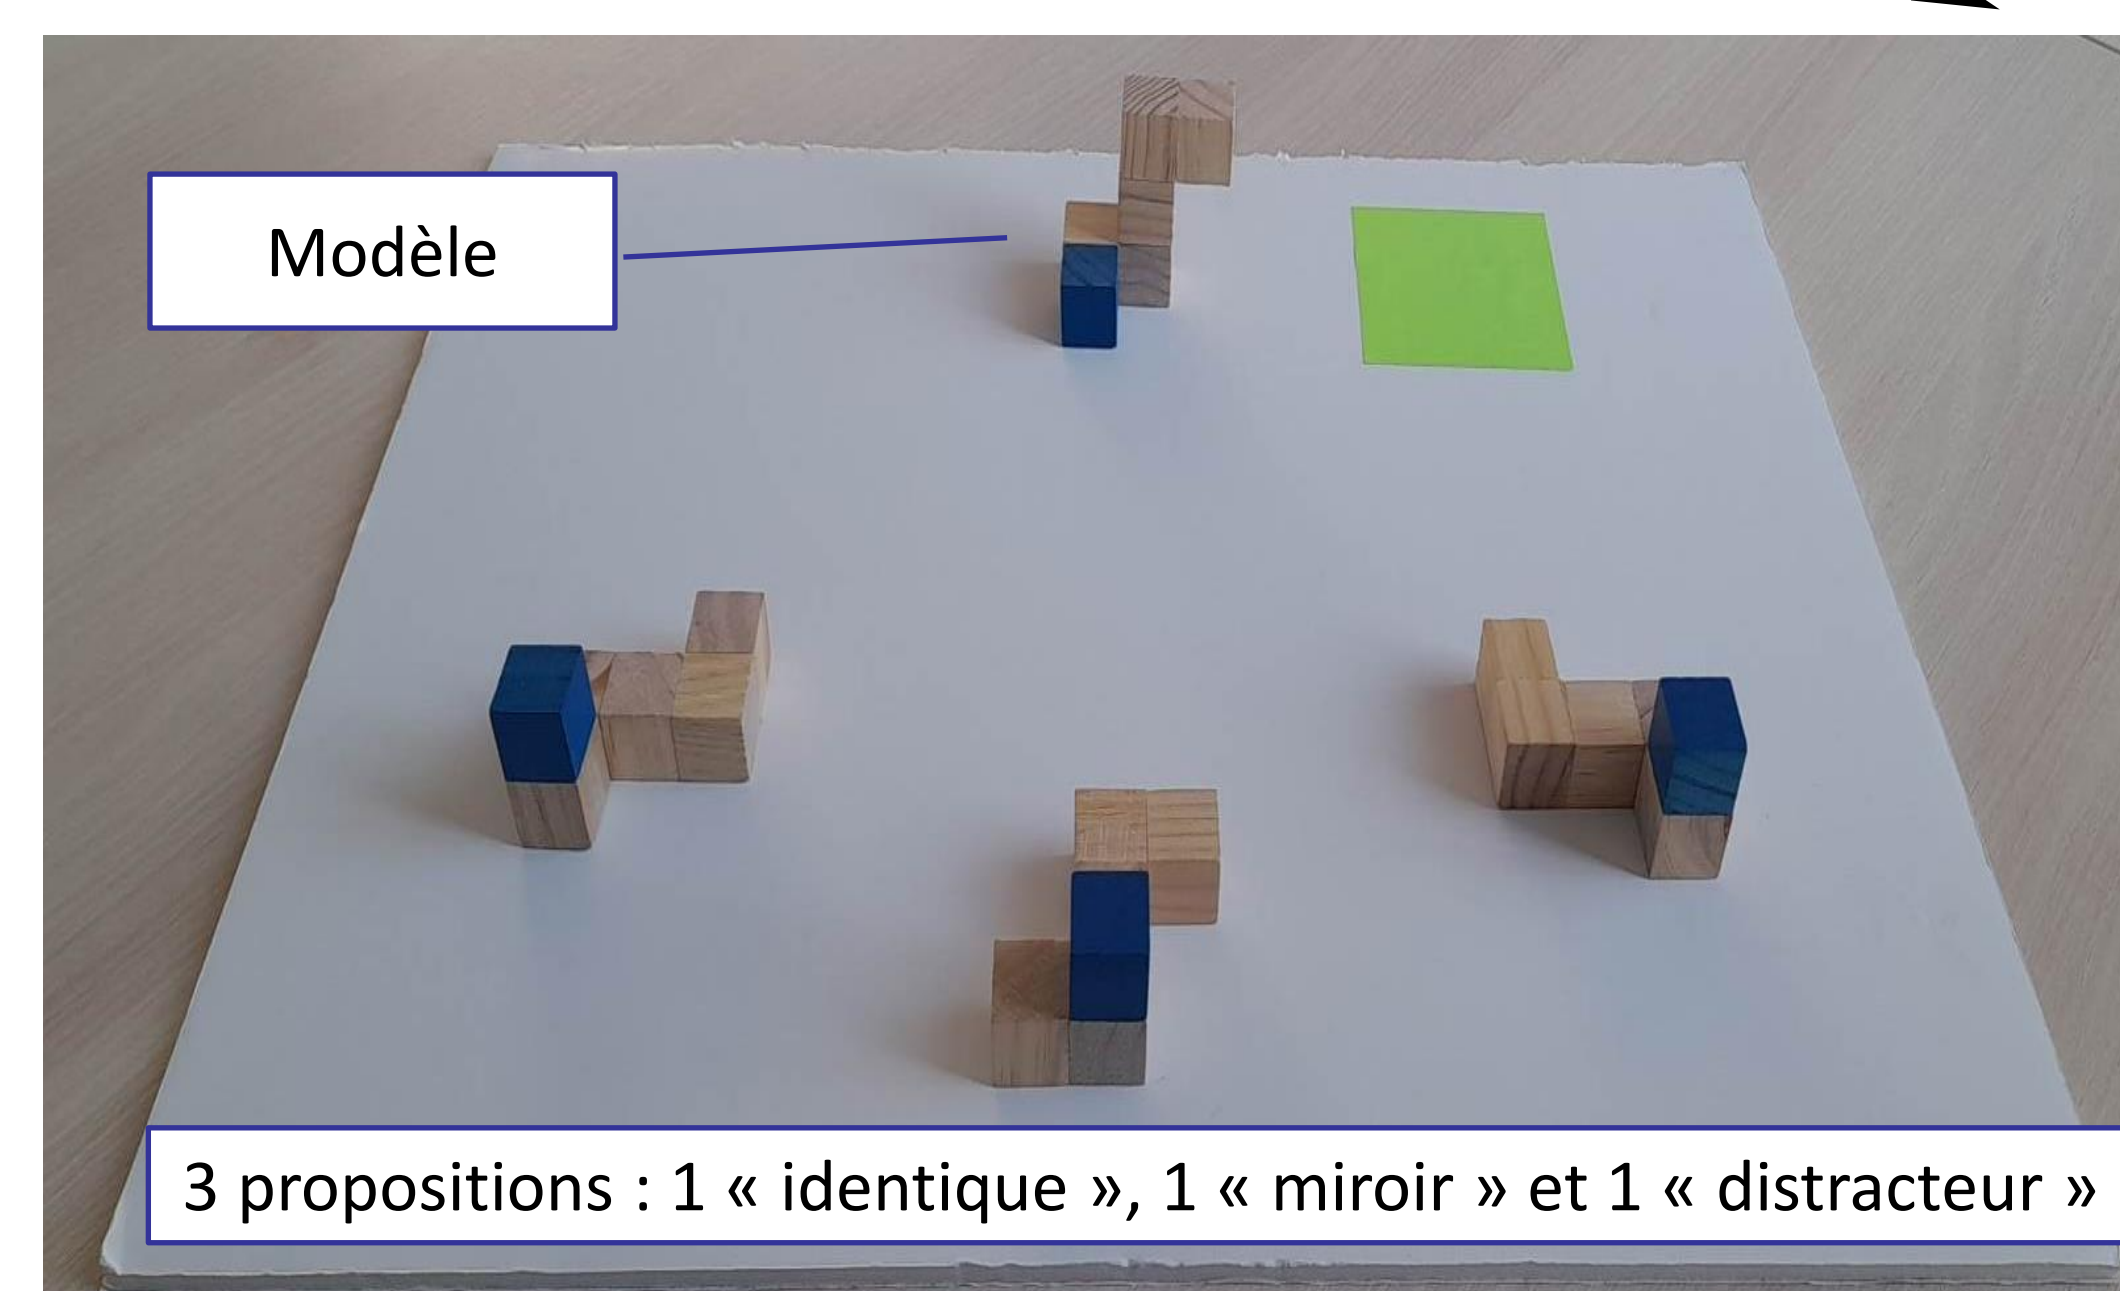 Modèle
3 propositions : 1 « identique », 1 « miroir » et 1 « distracteur »